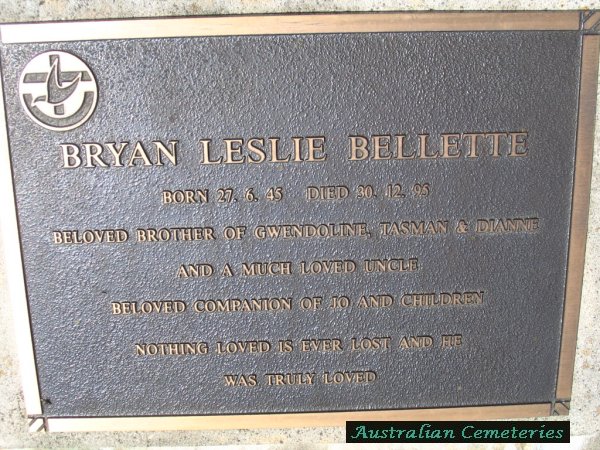 BRYAN LESLIE BELLETTE
BORN 27. 6. 45 DIED 30. 12. 95
BELOVED BROTHER OF GWENDOLINE, TASMAN & DIANNE
AND A MUCH LOVED UNCLE
BELOVED COMPANION OF JO AND CHILDREN
NOTHING LOVED IS EVER LOST AND HE
WAS TRULY LOVED
Australian Cemeteries